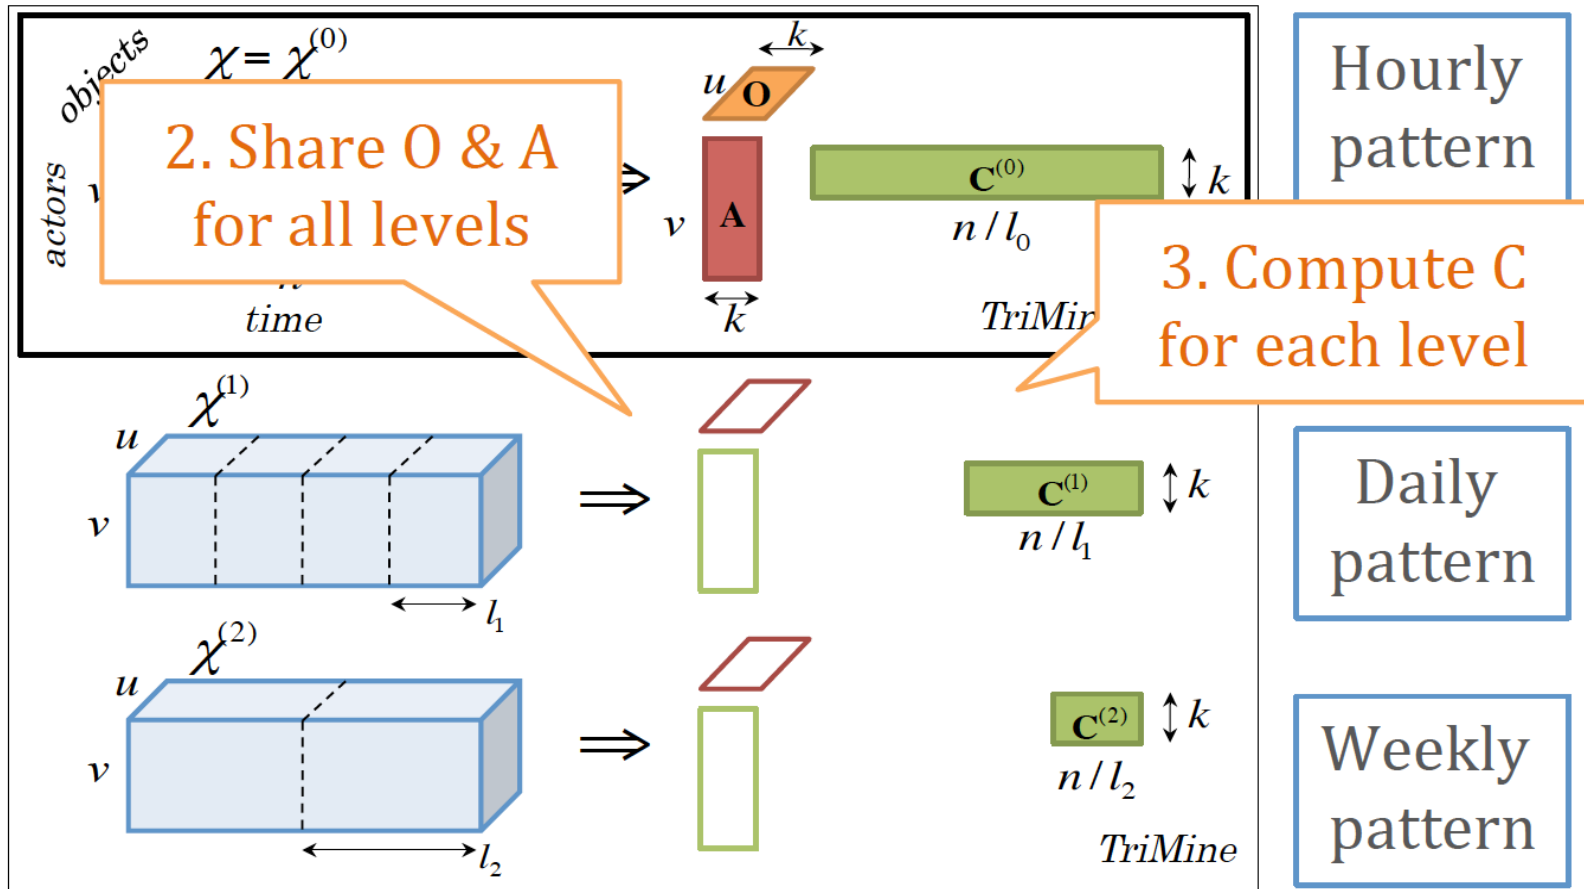 objects
χ = χ(0)
k
u
O
Hourly
pattern
2. Share O & A
for all levels
actors
A
v
C(0)
k
n / l0
k
time
3. Compute C
for each level
χ(1)
u
v
l1
C(1)
k
n / l1
Daily
pattern
χ(2)
u
v
l2
C(2)
k
n / l2
TriMine
Weekly
pattern